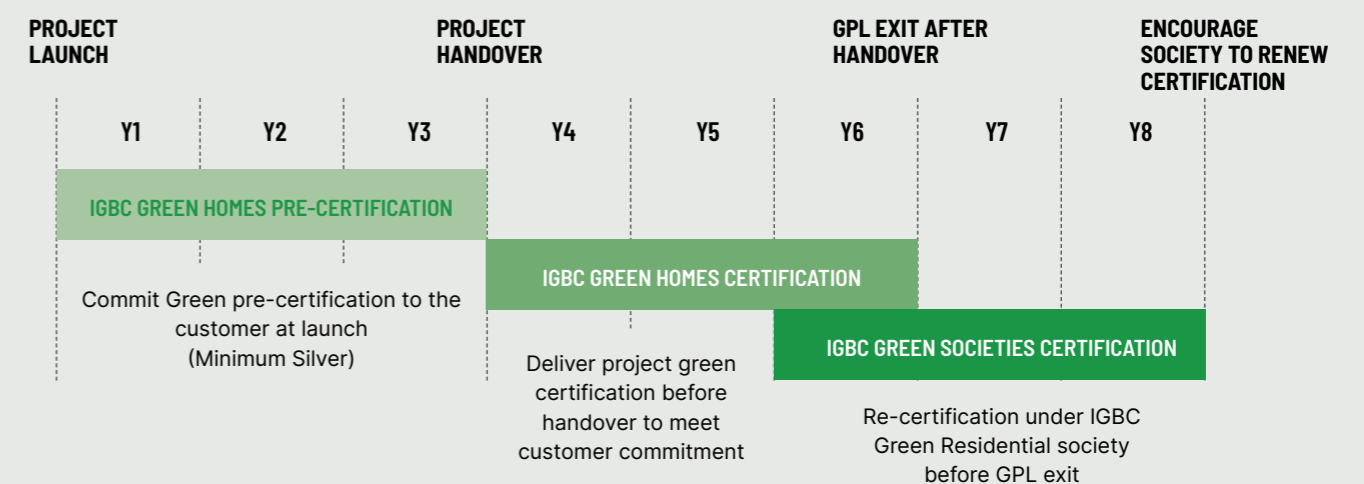 PROJECT
LAUNCH
PROJECT
HANDOVER
GPL EXIT AFTER
HANDOVER
ENCOURAGE
SOCIETY TO RENEW
CERTIFICATION
Y1
Y2
Y3
Y4
Y5
Y6
Y7
Y8
IGBC GREEN HOMES PRE-CERTIFICATION
Commit Green pre-certification to the
customer at launch
(Minimum Silver)
IGBC GREEN HOMES CERTIFICATION
Deliver project green
certification before
handover to meet
customer commitment
IGBC GREEN SOCIETIES CERTIFICATION
Re-certification under IGBC
Green Residential society
before GPL exit